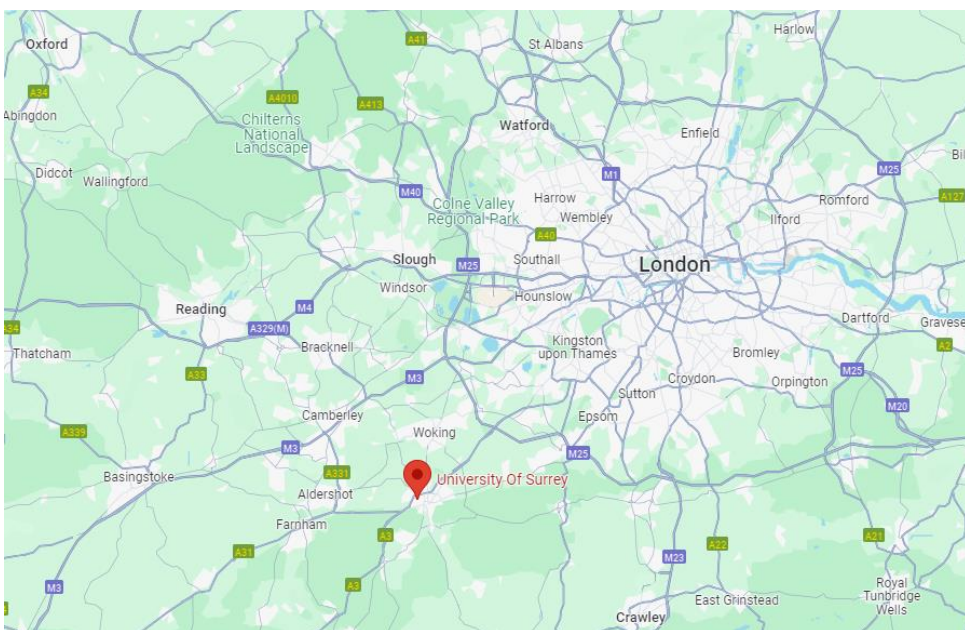 Harlow
A41
St Albans
Oxford
A34
A4010
A413
Abingdon
Chilterns
National
Landscape
Watford
Enfield
Didcot
Wallingford
M40
M1
M25
Harrow
Romford
A127
Colne Valley
Regional Park
Wembley
Ilford
A40
Slough
M25
Southall
London
Windsor
Hounslow
Reading
M4
Dartford
A34
A329(M)
Thatcham
Bracknell
Kingston
upon Thames
Bromley
A2
A33
M3
Croydon
Orpington
M25
Sutton
M20
Camberley
Epsom
A339
Woking
M3
M25
Basingstoke
A331
University Of Surrey
Aldershot
Farnham
A3
A31
A21
M23
A22
M3
A3
East Grinstead
Royal
Tunbridge
Wells
Crawley